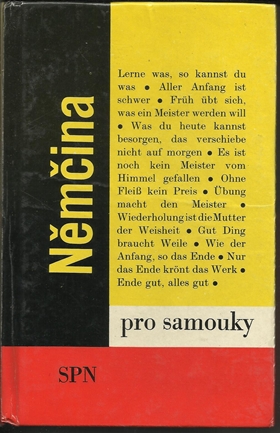 Němčina
Lerne was, so kannst du
was • Aller Anfang ist
schwer • Früh übt sich,
was ein Meister werden will
• Was du heute kannst
besorgen, das verschiebe
nicht auf morgen • Es ist
noch kein Meister vom
Himmel gefallen • Ohne
Fleiß kein Preis • Übung
macht den Meister •
Wiederholung ist die Mutter
der Weisheit • Gut Ding
braucht Weile • Wie der
Anfang, so das Ende • Nur
das Ende krönt das Werk •
Ende gut, alles gut •
pro samouky
SPN